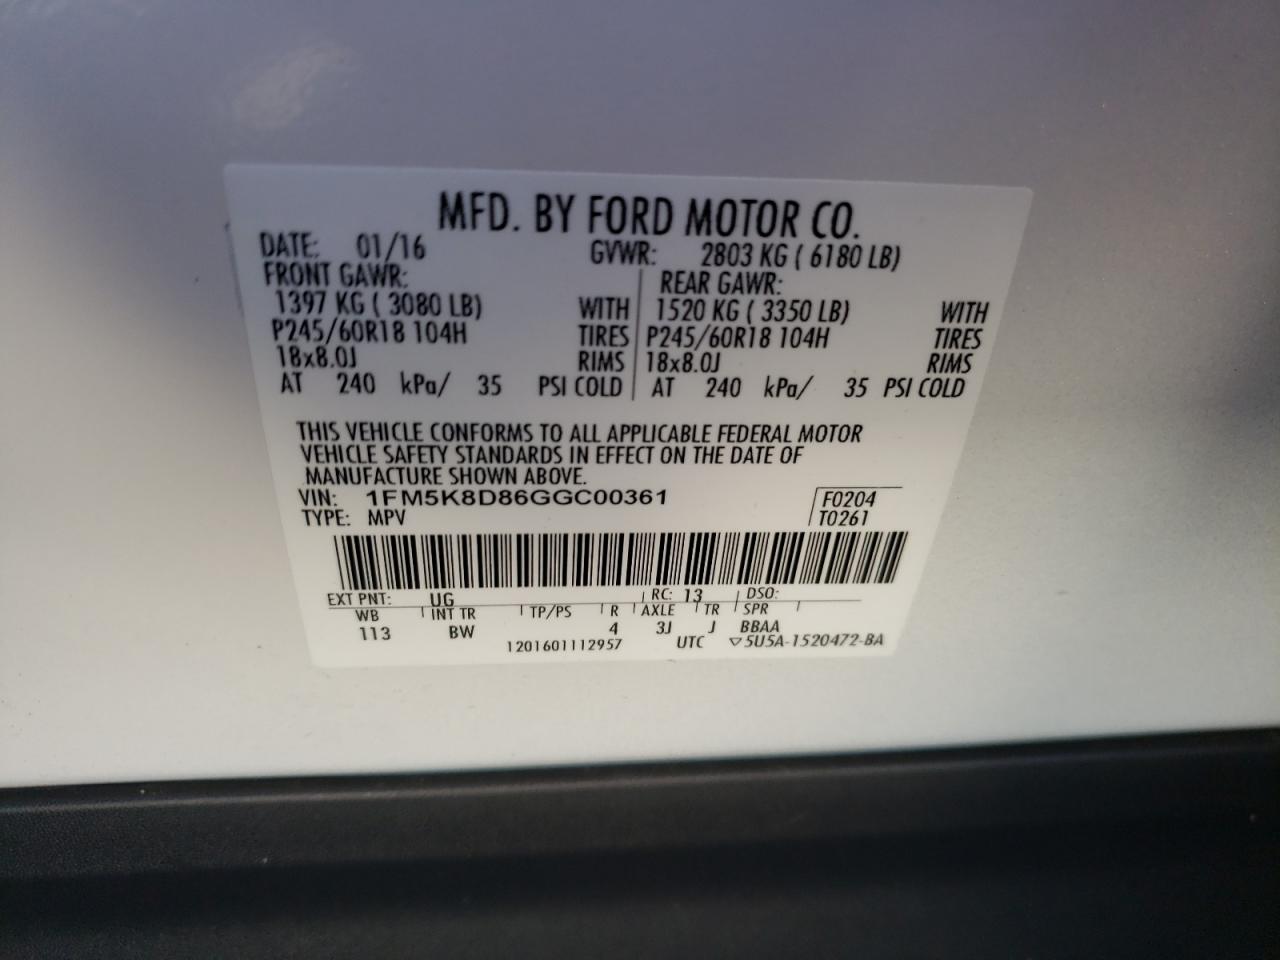 MFD. BY FORD MOTOR CO.
DATE: 01/16 GVWR: 2803 KG ( 6180 LB)
FRONT GAWR: REAR GAWR:
1397 KG ( 3080 LB) WITH 1520 KG ( 3350 LB) WITH
P245/60R18 104H TIRES P245/60R18 104H TIRES
18x8.0J RIMS 18x8.0J RIMS
AT 240 kPa/ 35 PSI COLD AT 240 kPa/ 35 PSI COLD
THIS VEHICLE CONFORMS TO ALL APPLICABLE FEDERAL MOTOR
VEHICLE SAFETY STANDARDS IN EFFECT ON THE DATE OF
MANUFACTURE SHOWN ABOVE.
VIN: 1FM5K8D86GGC00361 F0204
TYPE: MPV T0261
EXT PNT: UG RC: 13 DSO:
WB INT TR TP/PS R AXLE TR SPR
113 BW 4 3J J BBAA
1201601112957 UTC ▽5U5A-1520472-BA